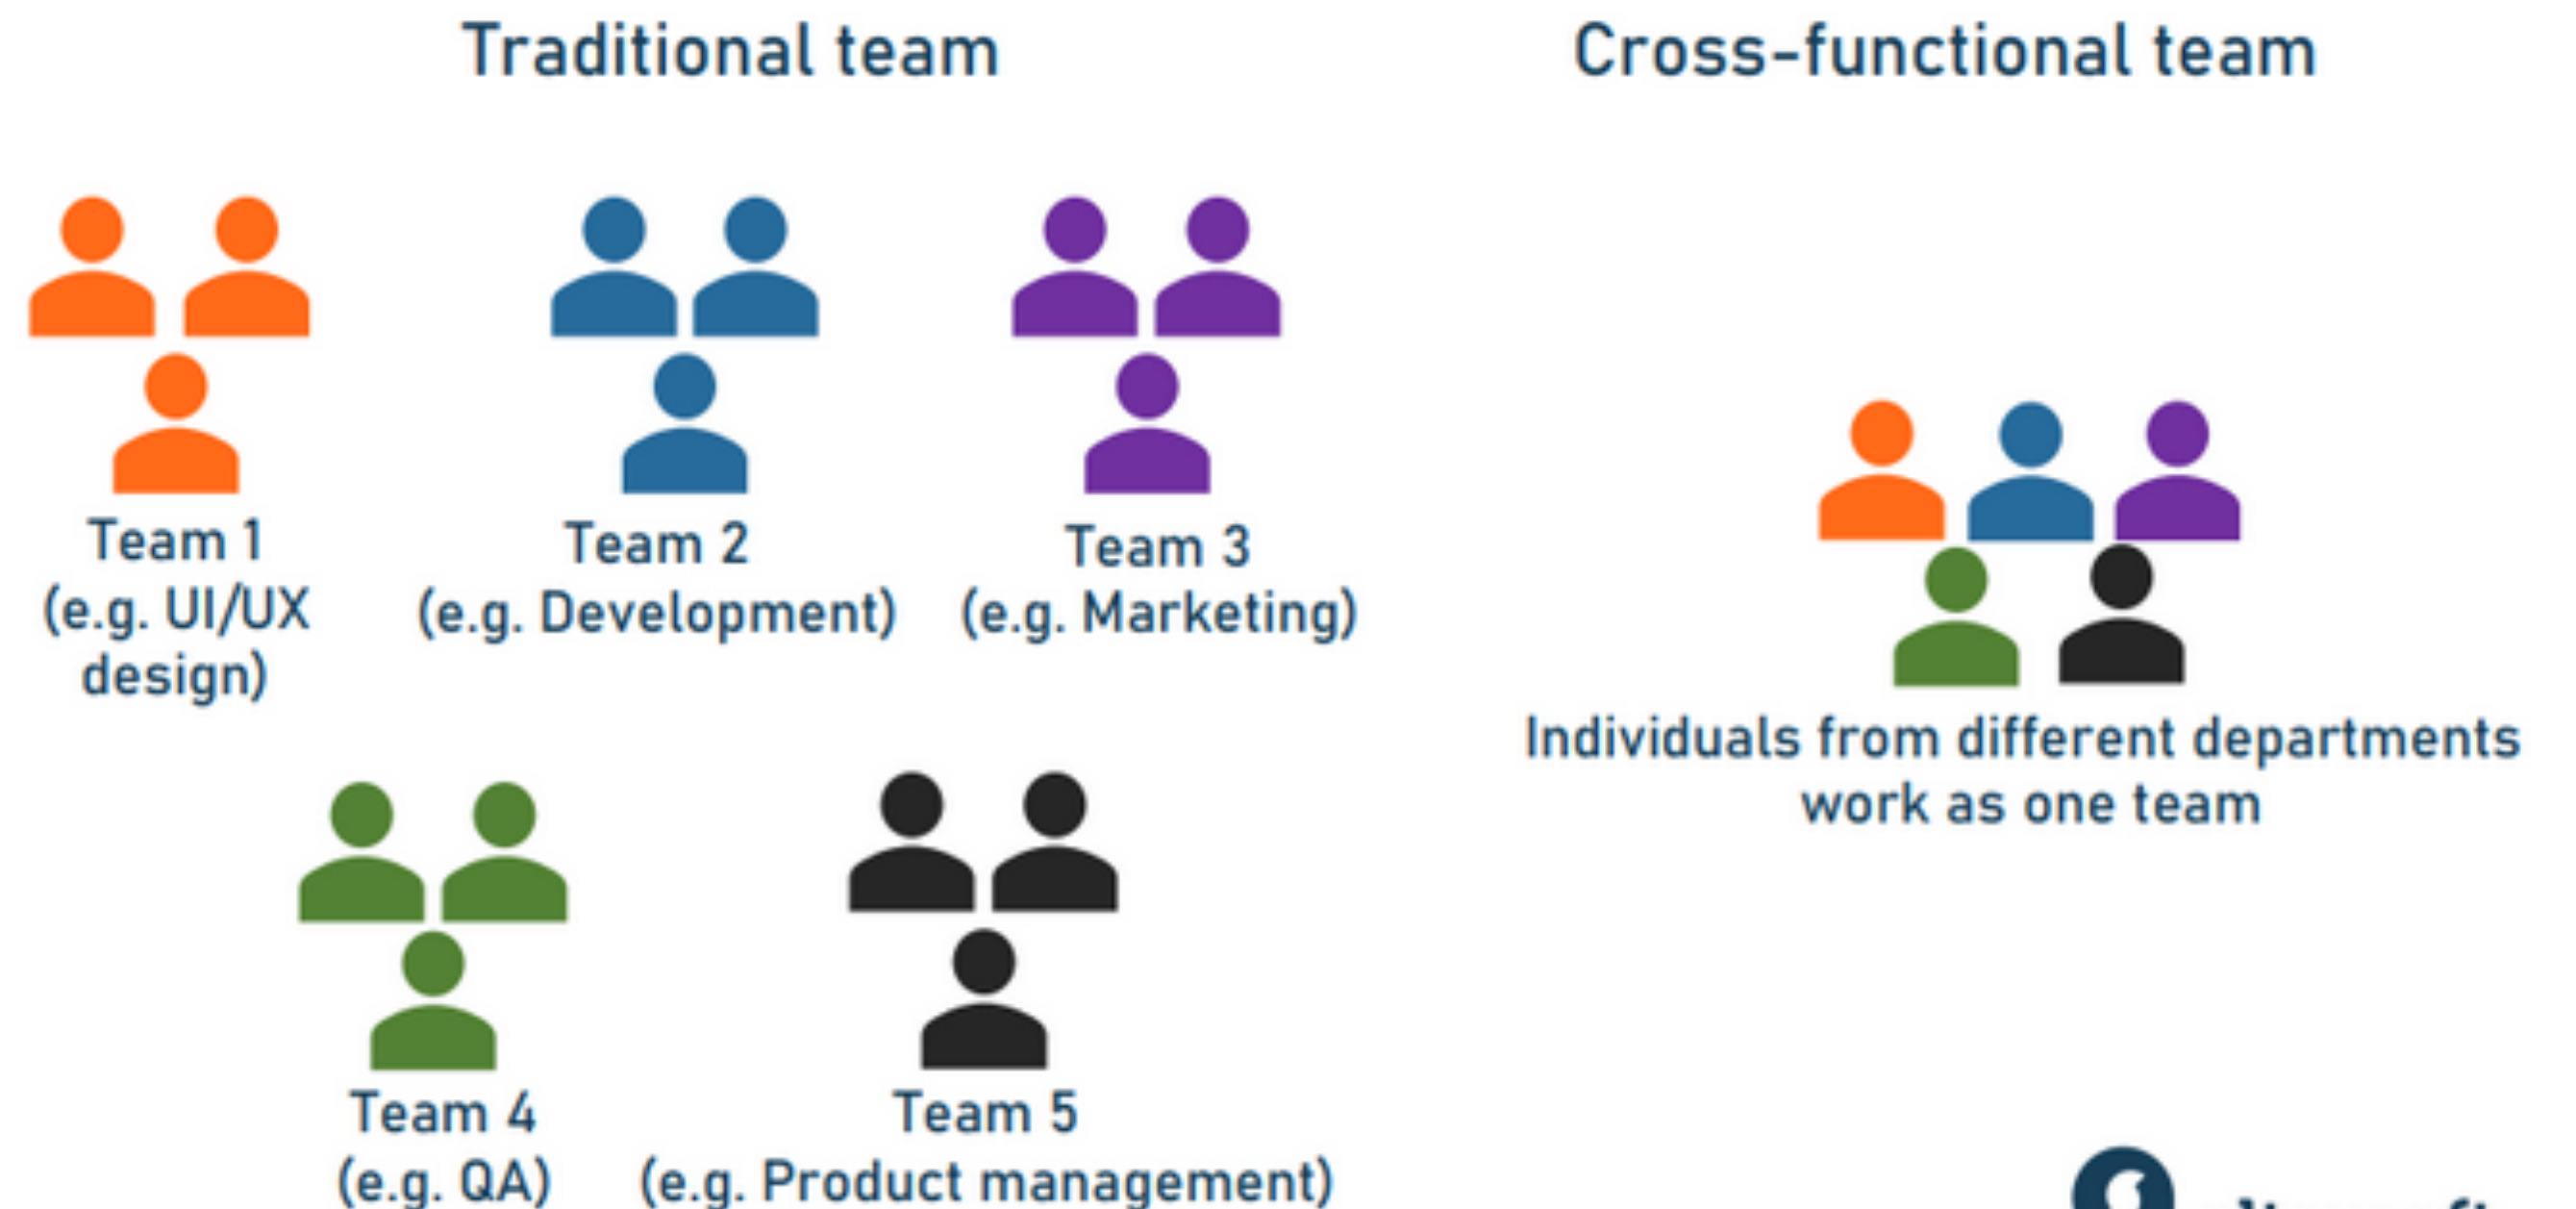 Traditional team
Cross-functional team
Team 1
(e.g. UI/UX
design)
Team 2
(e.g. Development)
Team 3
(e.g. Marketing)
Individuals from different departments
work as one team
Team 4
(e.g. QA)
Team 5
(e.g. Product management)